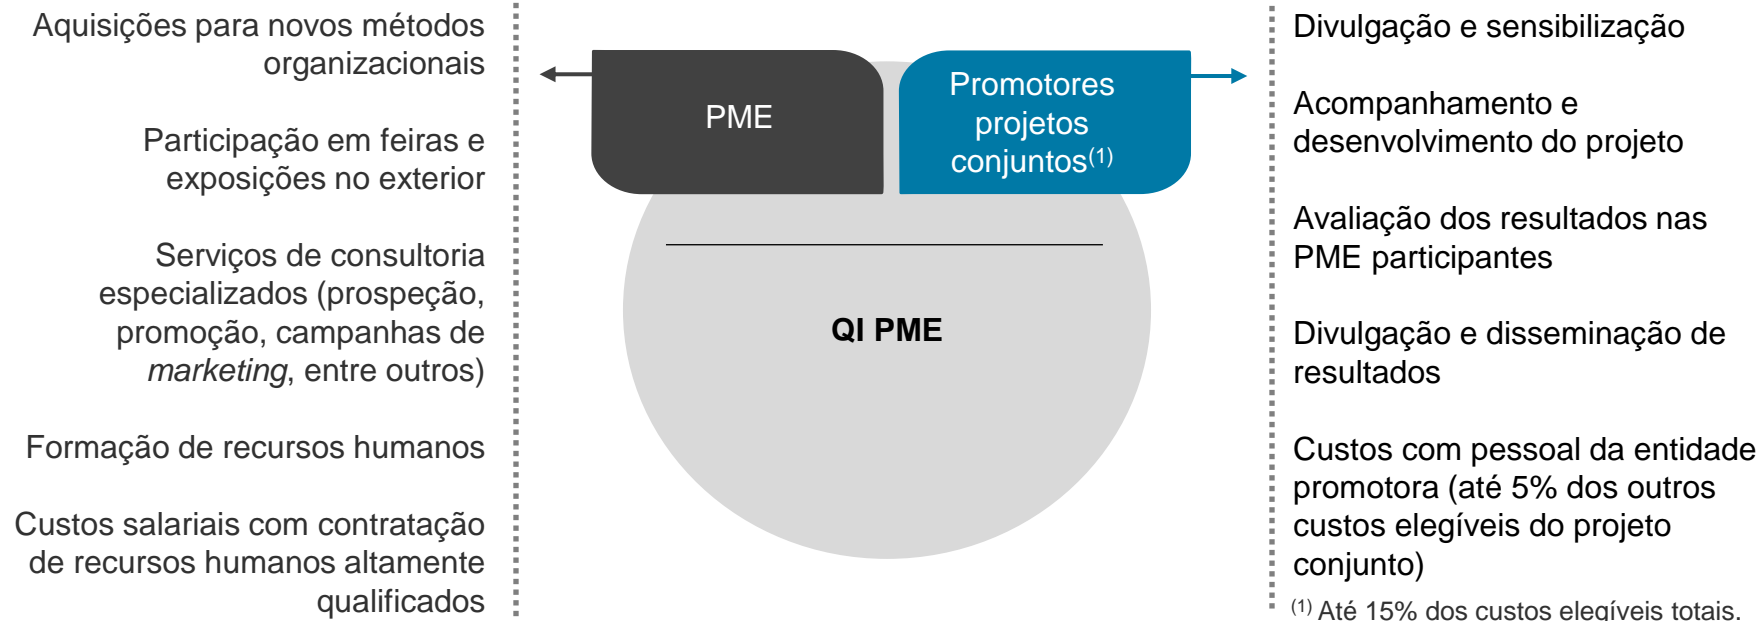 Aquisições para novos métodos
organizacionais
Participação em feiras e
exposições no exterior
Serviços de consultoria
especializados (prospeção,
promoção, campanhas de
marketing, entre outros)
Formação de recursos humanos
Custos salariais com contratação
de recursos humanos altamente
qualificados
PME
Promotores
projetos
conjuntos(1)
QI PME
Divulgação e sensibilização
Acompanhamento e
desenvolvimento do projeto
Avaliação dos resultados nas
PME participantes
Divulgação e disseminação de
resultados
Custos com pessoal da entidade
promotora (até 5% dos outros
custos elegíveis do projeto
conjunto)
(1) Até 15% dos custos elegíveis totais.